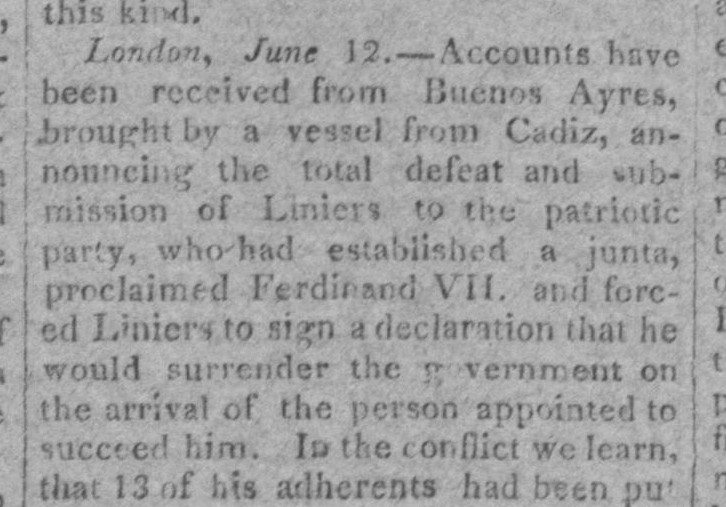 this kind.
London, June 12.—Accounts have
been received from Buenos Ayres,
brought by a vessel from Cadiz, an-
nouncing the total defeat and sub-
mission of Liniers to the patriotic
party, who had established a junta,
proclaimed Ferdinand VII. and forc-
ed Liniers to sign a declaration that he
would surrender the government on
the arrival of the person appointed to
succeed him. In the conflict we learn,
that 13 of his adherents had been put